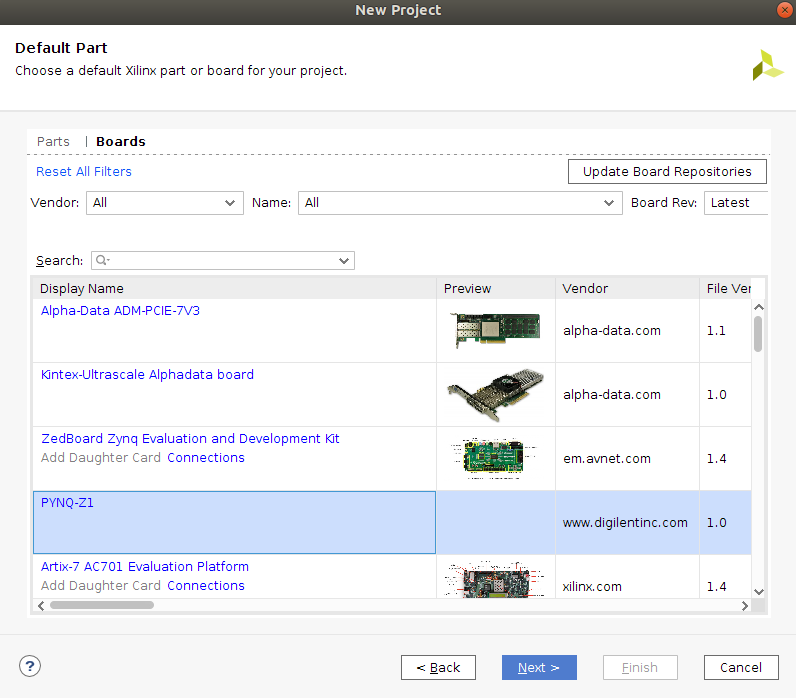 New Project
Default Part
Choose a default Xilinx part or board for your project.
Parts | Boards
Reset All Filters
Update Board Repositories
Vendor: All Name: All Board Rev: Latest
Search:
Display Name Preview Vendor File Ver
Alpha-Data ADM-PCIE-7V3
alpha-data.com 1.1
Kintex-Ultrascale Alphadata board
alpha-data.com 1.0
ZedBoard Zynq Evaluation and Development Kit
Add Daughter Card Connections
em.avnet.com 1.4
PYNQ-Z1
www.digilentinc.com 1.0
Artix-7 AC701 Evaluation Platform
Add Daughter Card Connections
xilinx.com 1.4
? < Back Next > Finish Cancel